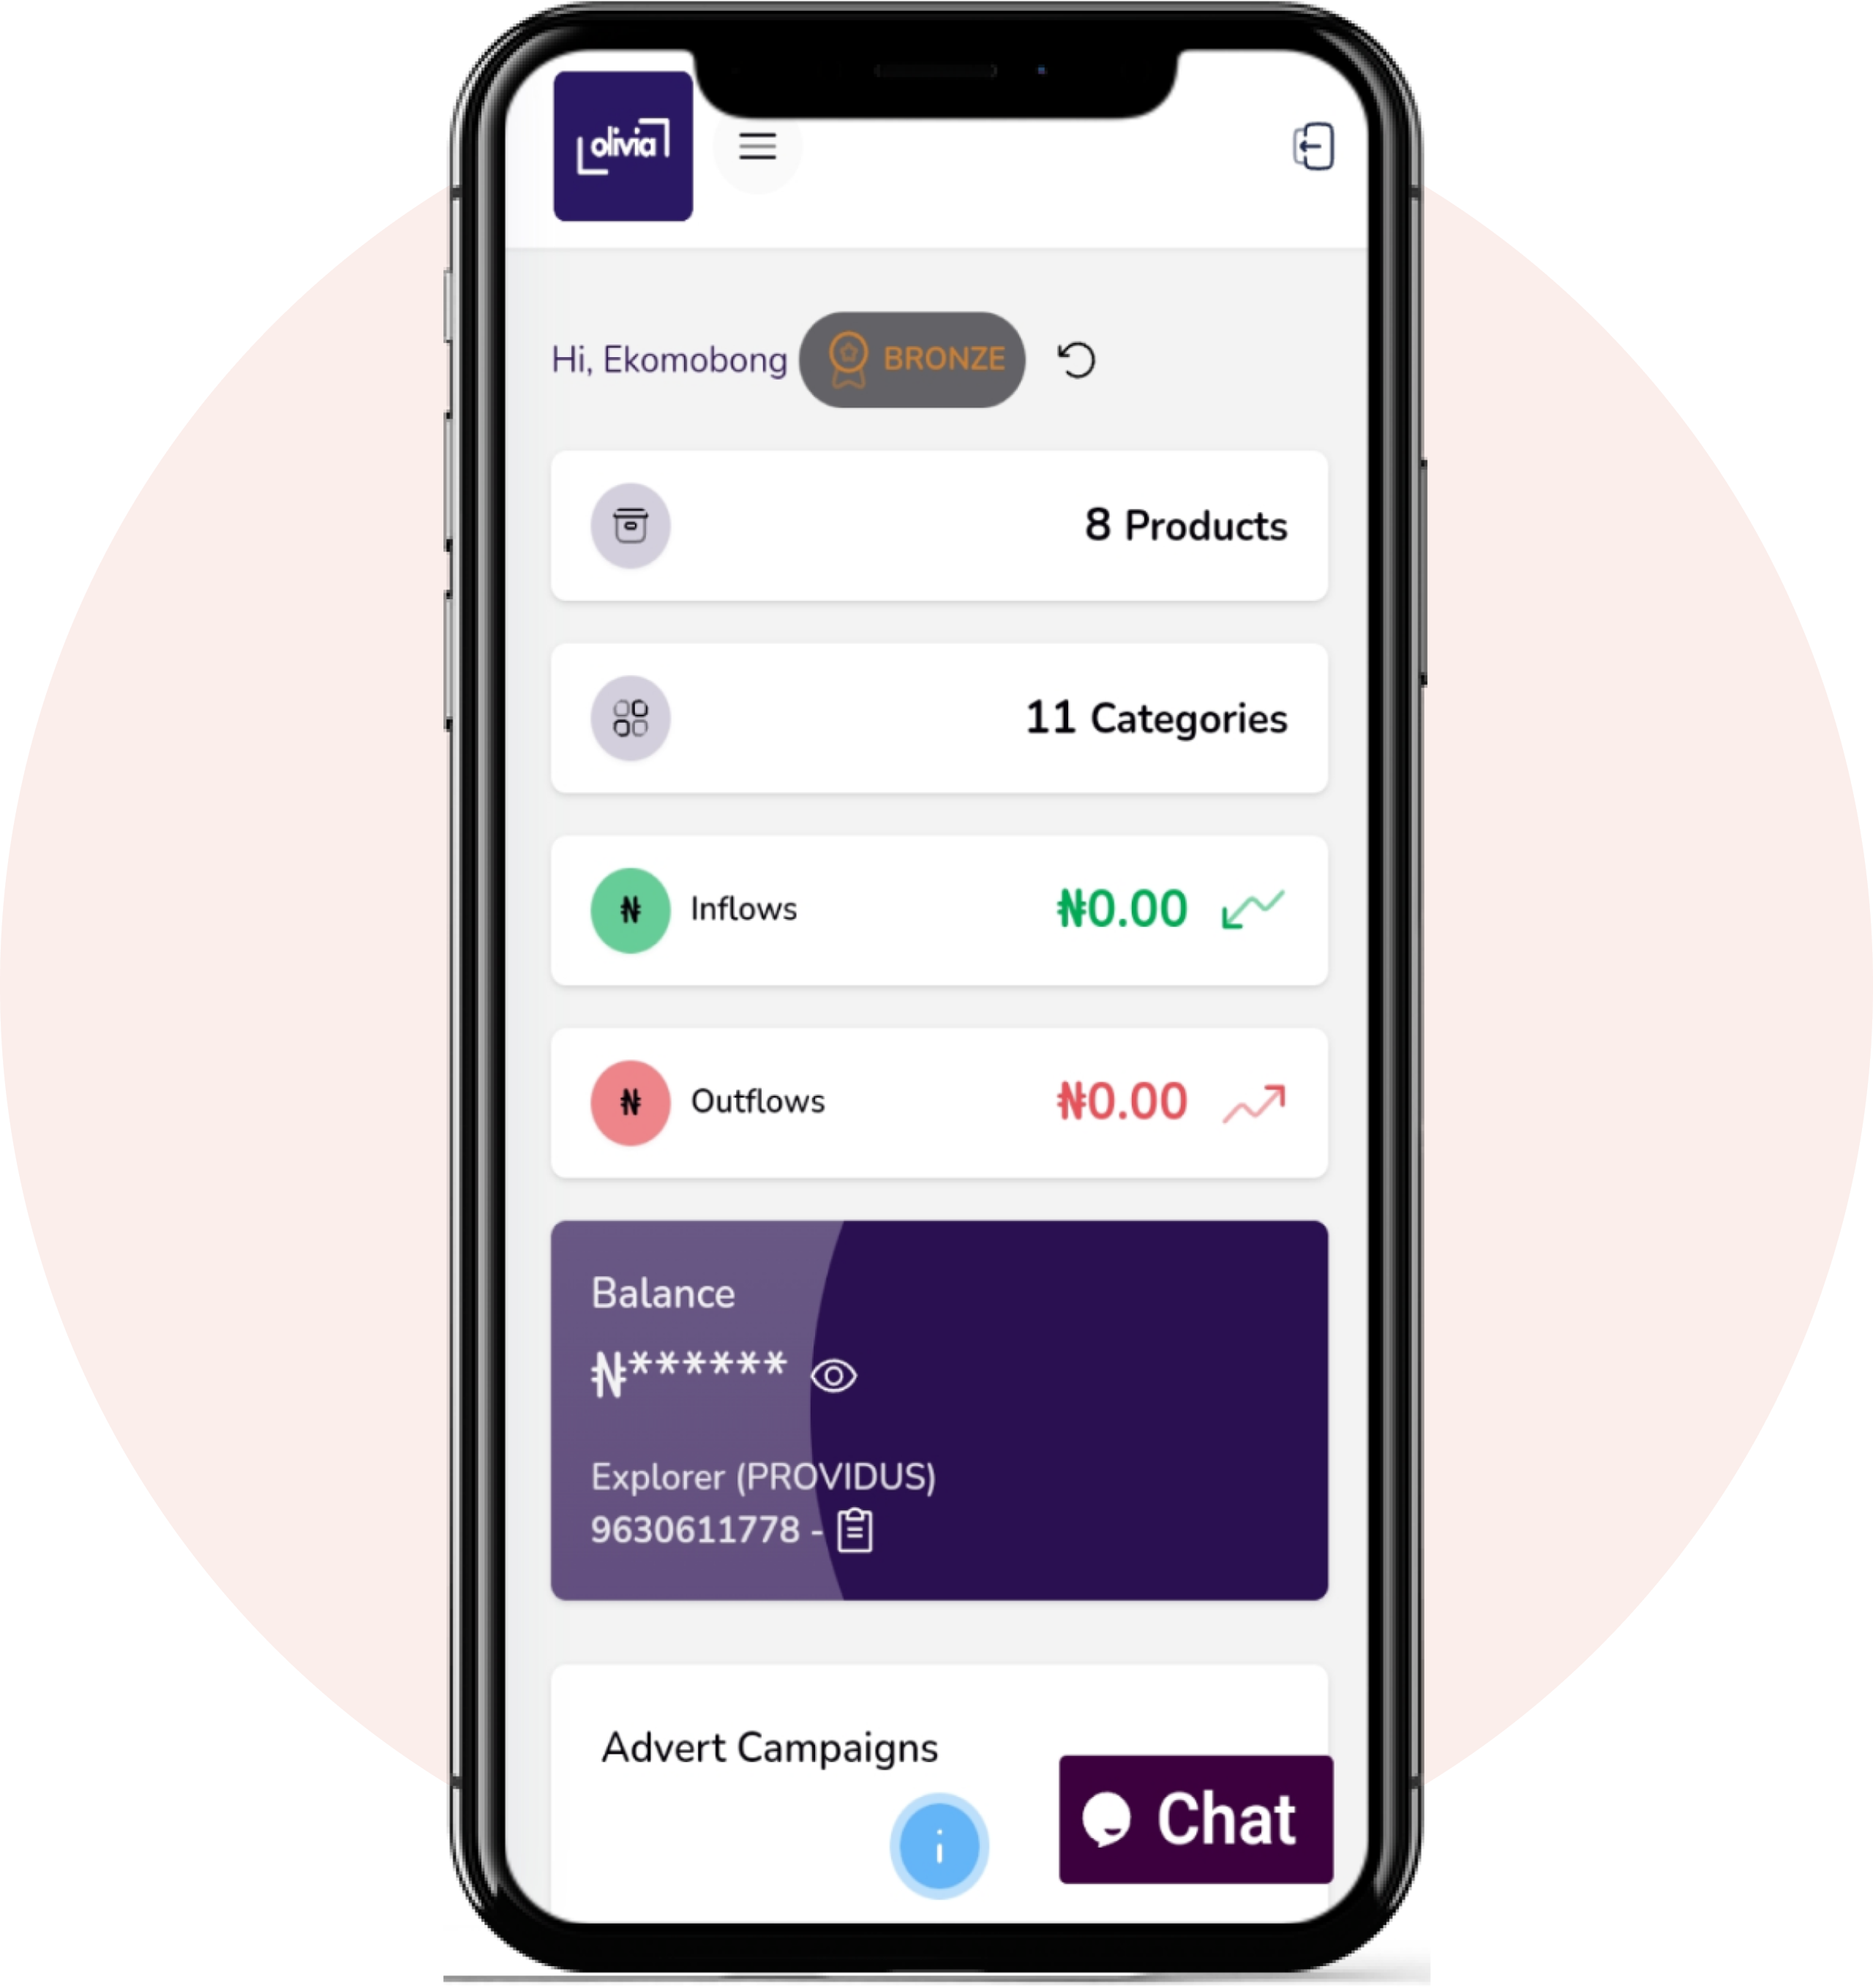 olivia
Hi, Ekomobong BRONZE
8 Products
11 Categories
₦ Inflows ₦0.00
₦ Outflows ₦0.00
Balance
₦******
Explorer (PROVIDUS)
9630611778 -
Advert Campaigns
i
Chat